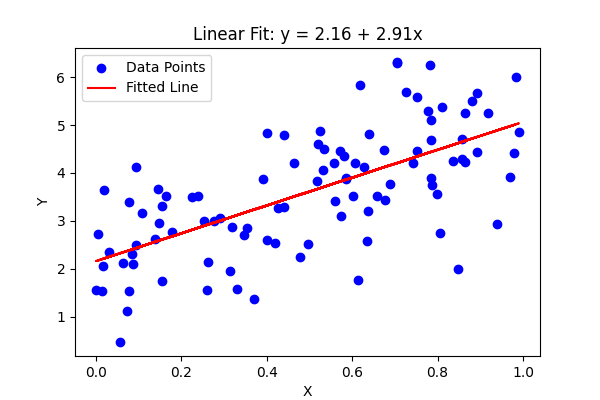 Linear Fit: y = 2.16 + 2.91x
Data Points
Fitted Line
6
5
4
3
2
1
Y
0.0 0.2 0.4 0.6 0.8 1.0
X